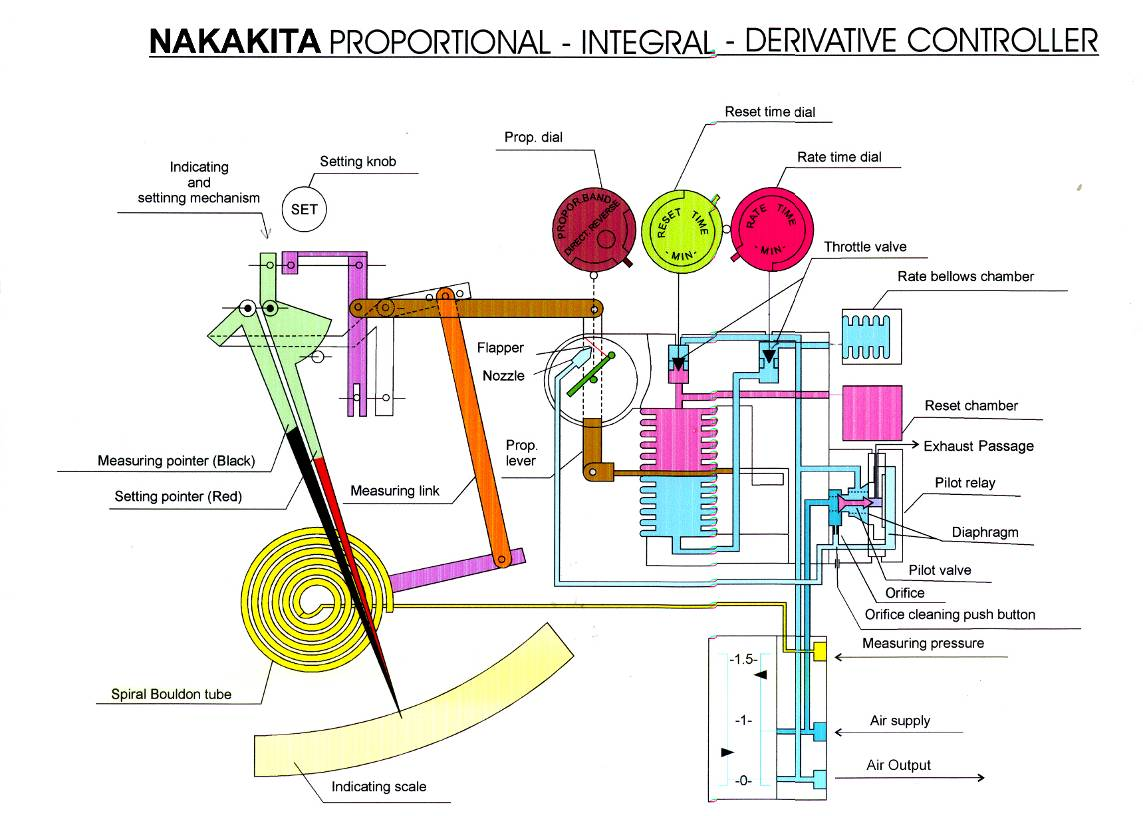 NAKAKITA PROPORTIONAL - INTEGRAL - DERIVATIVE CONTROLLER
Reset time dial
Prop. dial
Rate time dial
Indicating
and
settinng mechanism
Setting knob
SET
PROPOR.BAND%
DIRECT. REVERSE
RESET TIME
- MIN-
RATE TIME
-MIN-
Throttle valve
Rate bellows chamber
Flapper
Nozzle
Reset chamber
Exhaust Passage
Prop.
lever
Measuring pointer (Black)
Setting pointer (Red)
Measuring link
Pilot relay
Diaphragm
Pilot valve
Orifice
Orifice cleaning push button
Measuring pressure
-1.5-
Spiral Bouldon tube
-1-
Air supply
Air Output
-0-
Indicating scale